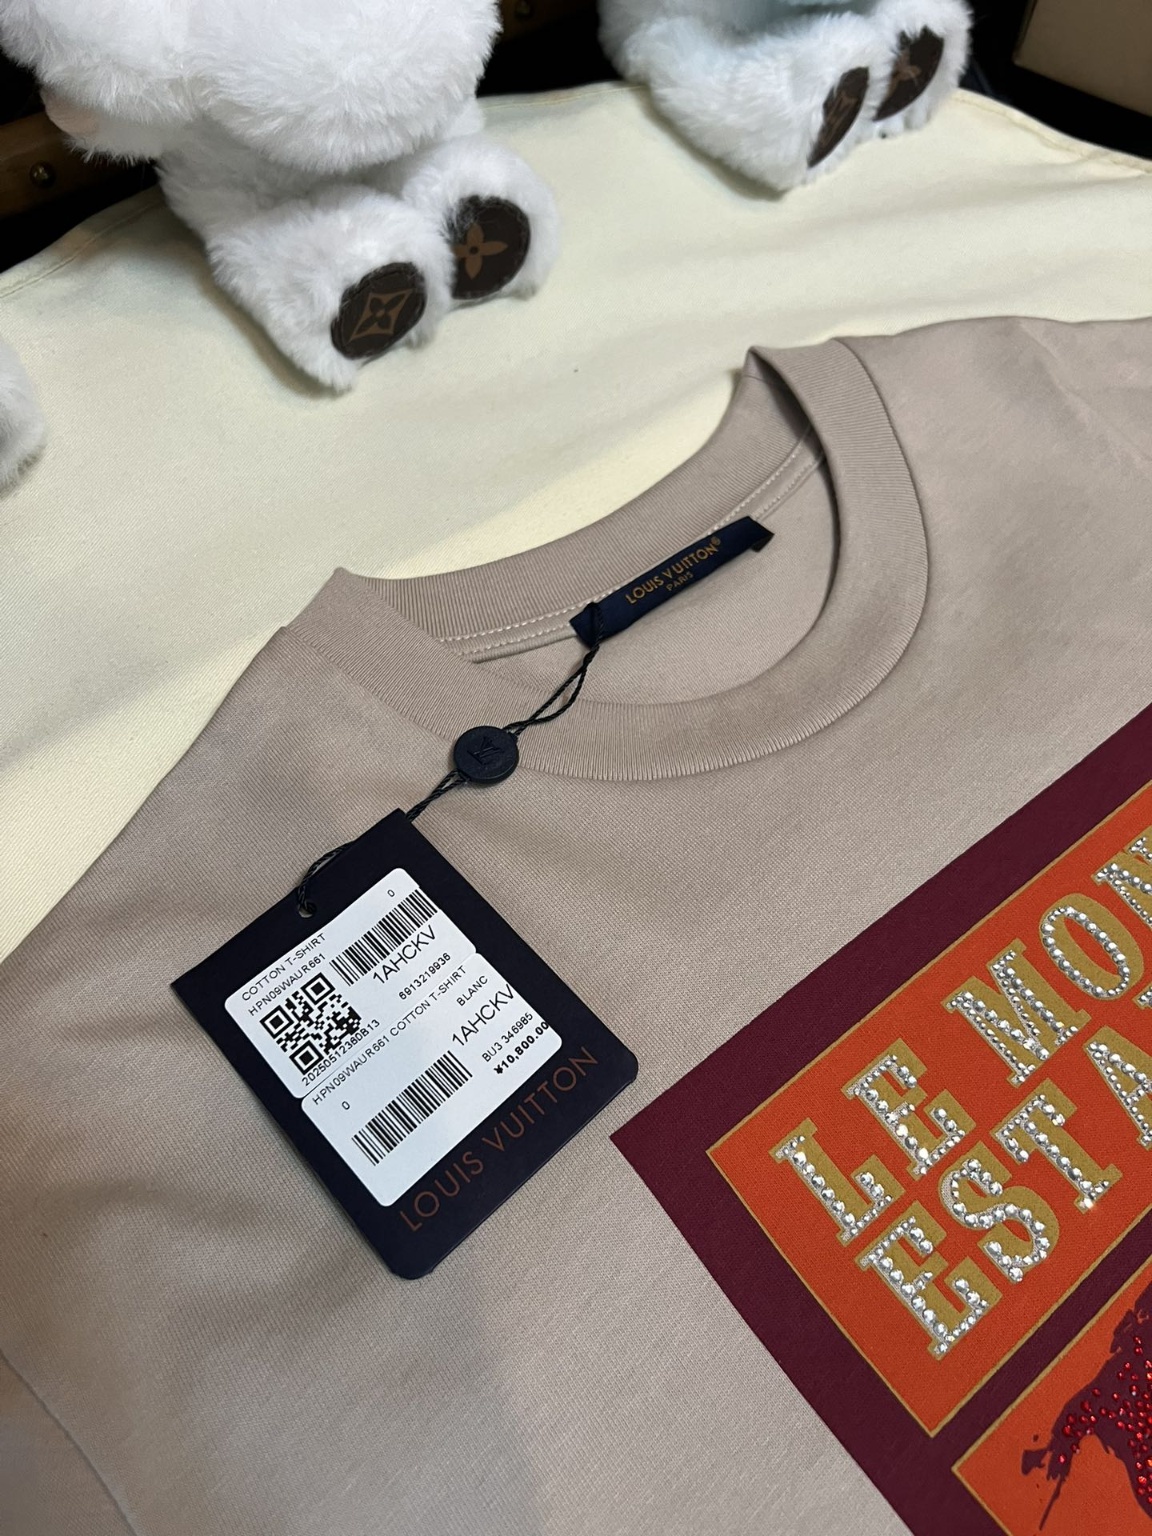 LOUIS VUITTON®
PARIS
0
COTTON T-SHIRT
HPN09WAUR661
1AHCKV
6913219936
20250512380B13
HPN09WAUR661 COTTON T-SHIRT
BLANC
1AHCKV
0
BU3 346985
¥10,800.00
LOUIS VUITTON
LE MON
EST A